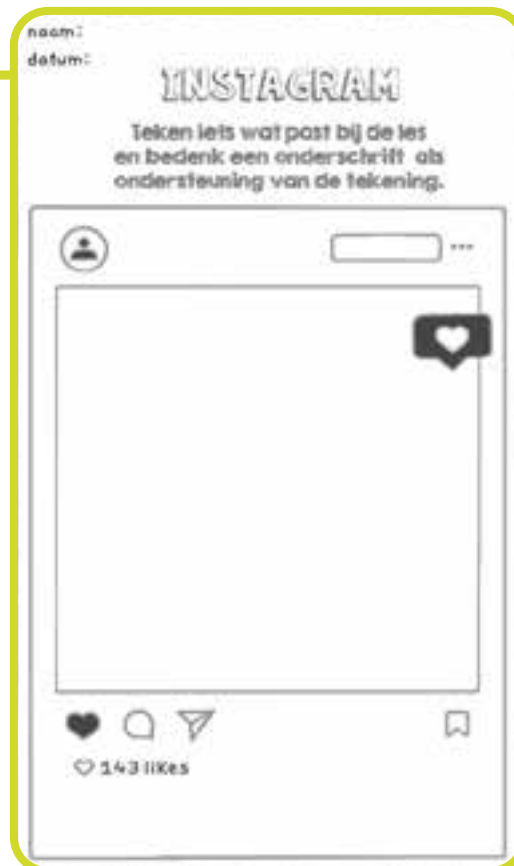 naam:
datum:
INSTAGRAM
Teken iets wat past bij de les
en bedenk een onderschrift als
ondersteuning van de tekening.
...
143 likes